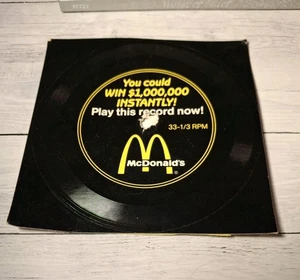 You could
WIN $1,000,000
INSTANTLY!
Play this record now!
33-1/3 RPM
McDonald's
®